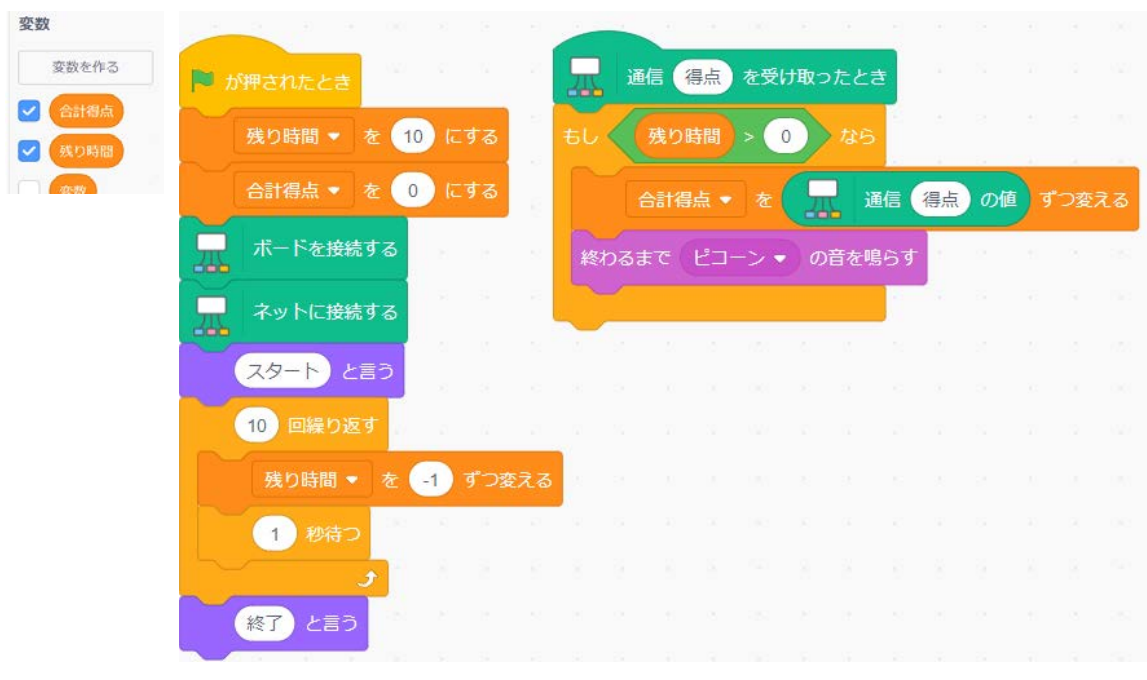 変数
変数を作る
合計得点
残り時間
変数
が押されたとき
残り時間 を 10 にする
合計得点 を 0 にする
ボードを接続する
ネットに接続する
スタート と言う
10 回繰り返す
残り時間 を -1 ずつ変える
1 秒待つ
終了 と言う
通信 得点 を受け取ったとき
もし 残り時間 > 0 なら
合計得点 を 通信 得点 の値 ずつ変える
終わるまで ピコーン の音を鳴らす